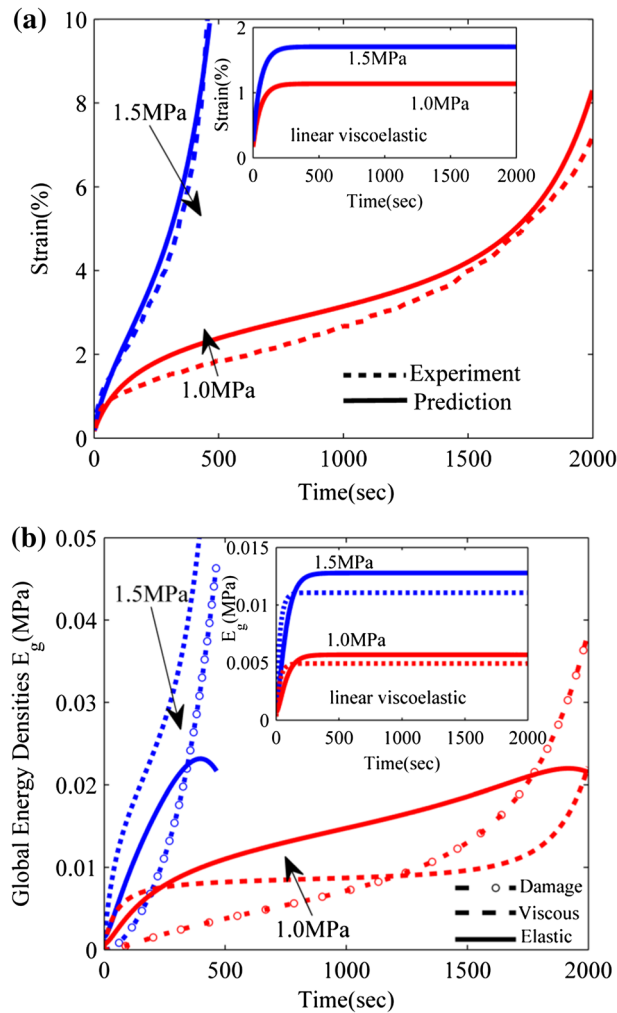 (a)
10
8
6
4
2
0
Strain(%)
1.5MPa
1.0MPa
2
1
0
Strain(%)
1.5MPa
1.0MPa
linear viscoelastic
0 500 1000 1500 2000
Time(sec)
Experiment
Prediction
0 500 1000 1500 2000
Time(sec)
(b)
0.05
0.04
0.03
0.02
0.01
0
Global Energy Densities Eg(MPa)
1.5MPa
1.0MPa
0.015
0.01
0.005
0
Eg(MPa)
1.5MPa
1.0MPa
linear viscoelastic
0 500 1000 1500 2000
Time(sec)
Damage
Viscous
Elastic
0 500 1000 1500 2000
Time(sec)